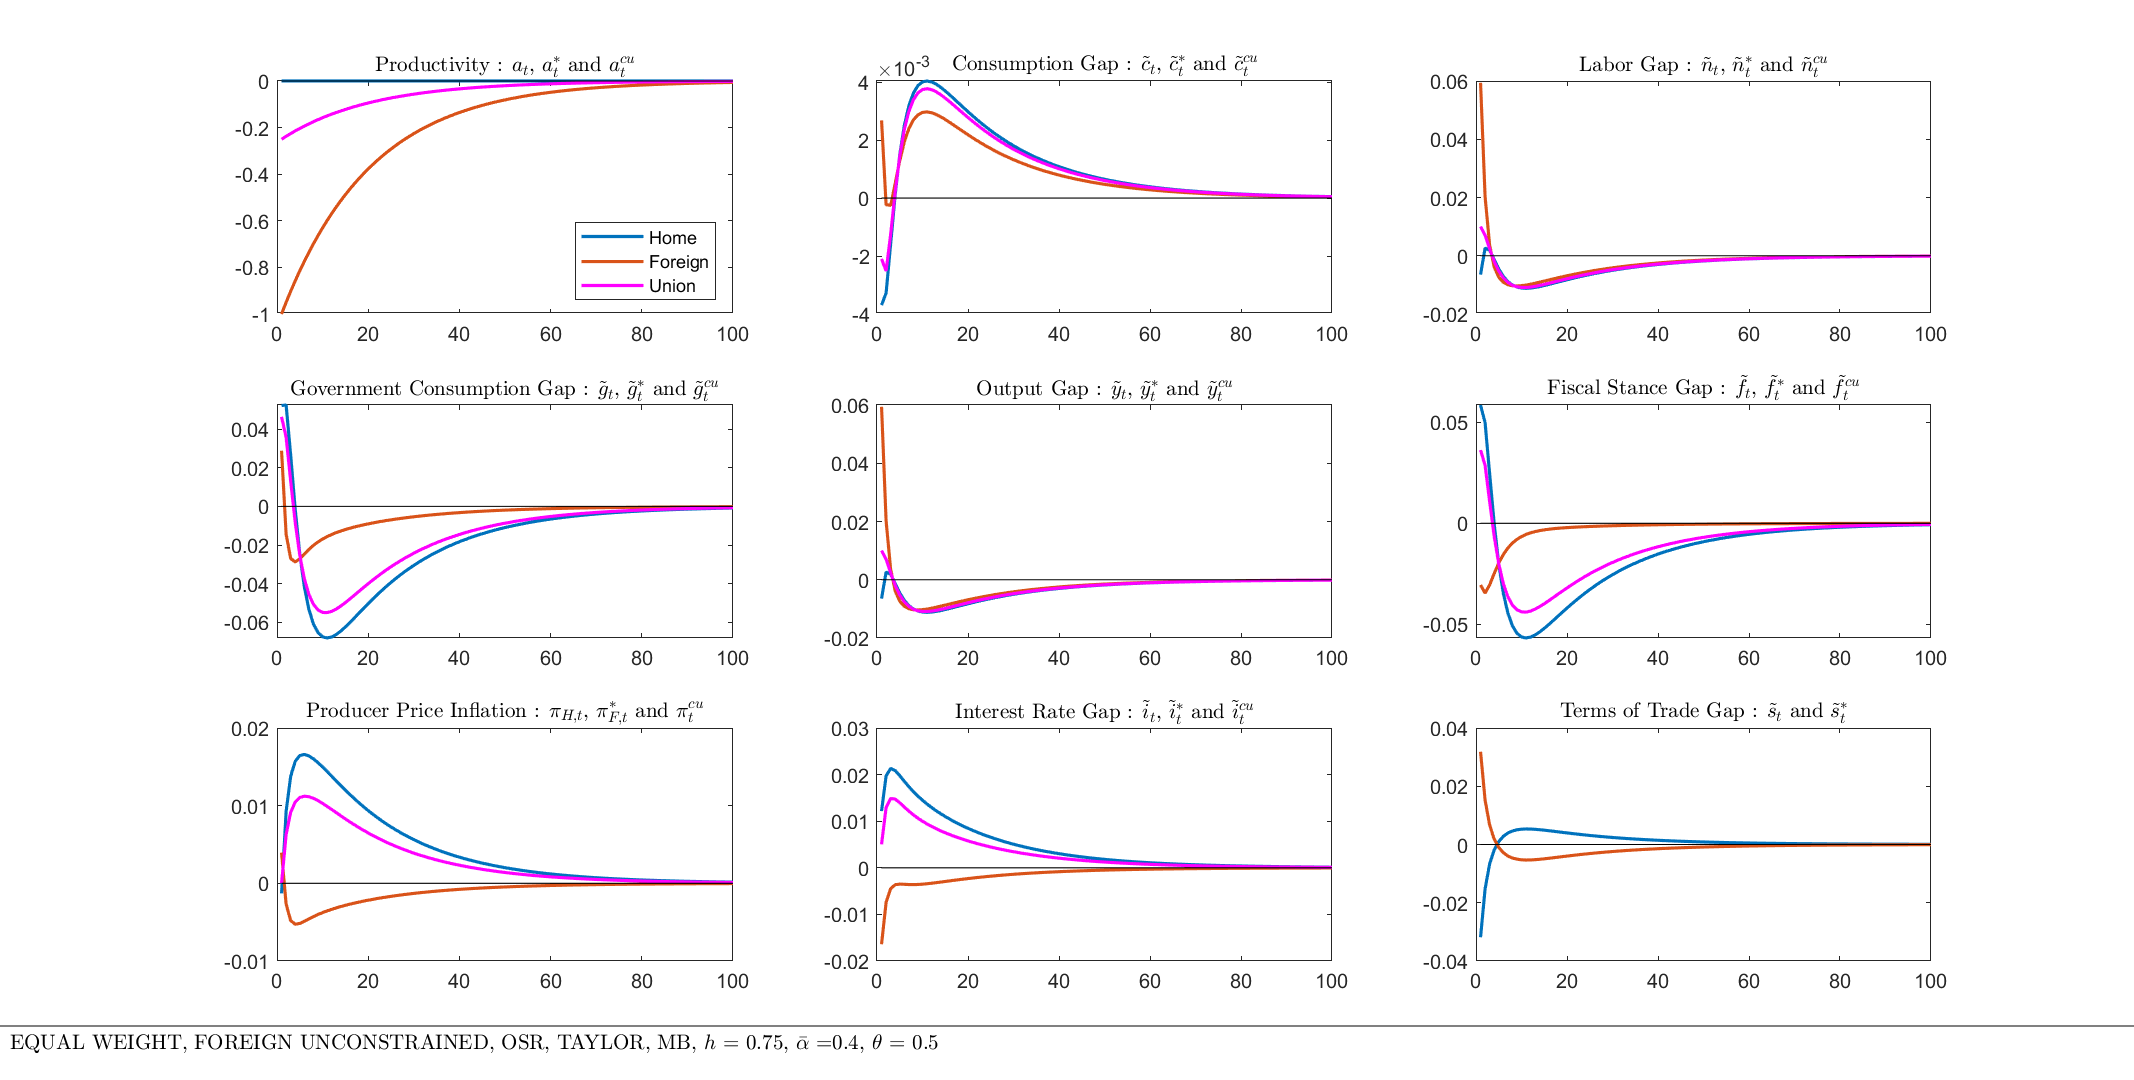 Productivity : a_t, a_t^* and a_t^{cu}
0
-0.2
-0.4
-0.6
-0.8
-1
0 20 40 60 80 100
Home
Foreign
Union
×10^{-3}
Consumption Gap : c̃_t, c̃_t^* and c̃_t^{cu}
4
2
0
-2
-4
0 20 40 60 80 100
Labor Gap : ñ_t, ñ_t^* and ñ_t^{cu}
0.06
0.04
0.02
0
-0.02
0 20 40 60 80 100
Government Consumption Gap : g̃_t, g̃_t^* and g̃_t^{cu}
0.04
0.02
0
-0.02
-0.04
-0.06
0 20 40 60 80 100
Output Gap : ỹ_t, ỹ_t^* and ỹ_t^{cu}
0.06
0.04
0.02
0
-0.02
0 20 40 60 80 100
Fiscal Stance Gap : f̃_t, f̃_t^* and f̃_t^{cu}
0.05
0
-0.05
0 20 40 60 80 100
Producer Price Inflation : π_{H,t}, π_{F,t}^* and π_t^{cu}
0.02
0.01
0
-0.01
0 20 40 60 80 100
Interest Rate Gap : ĩ_t, ĩ_t^* and ĩ_t^{cu}
0.03
0.02
0.01
0
-0.01
-0.02
0 20 40 60 80 100
Terms of Trade Gap : s̃_t and s̃_t^*
0.04
0.02
0
-0.02
-0.04
0 20 40 60 80 100
EQUAL WEIGHT, FOREIGN UNCONSTRAINED, OSR, TAYLOR, MB, h = 0.75, ᾱ =0.4, θ = 0.5